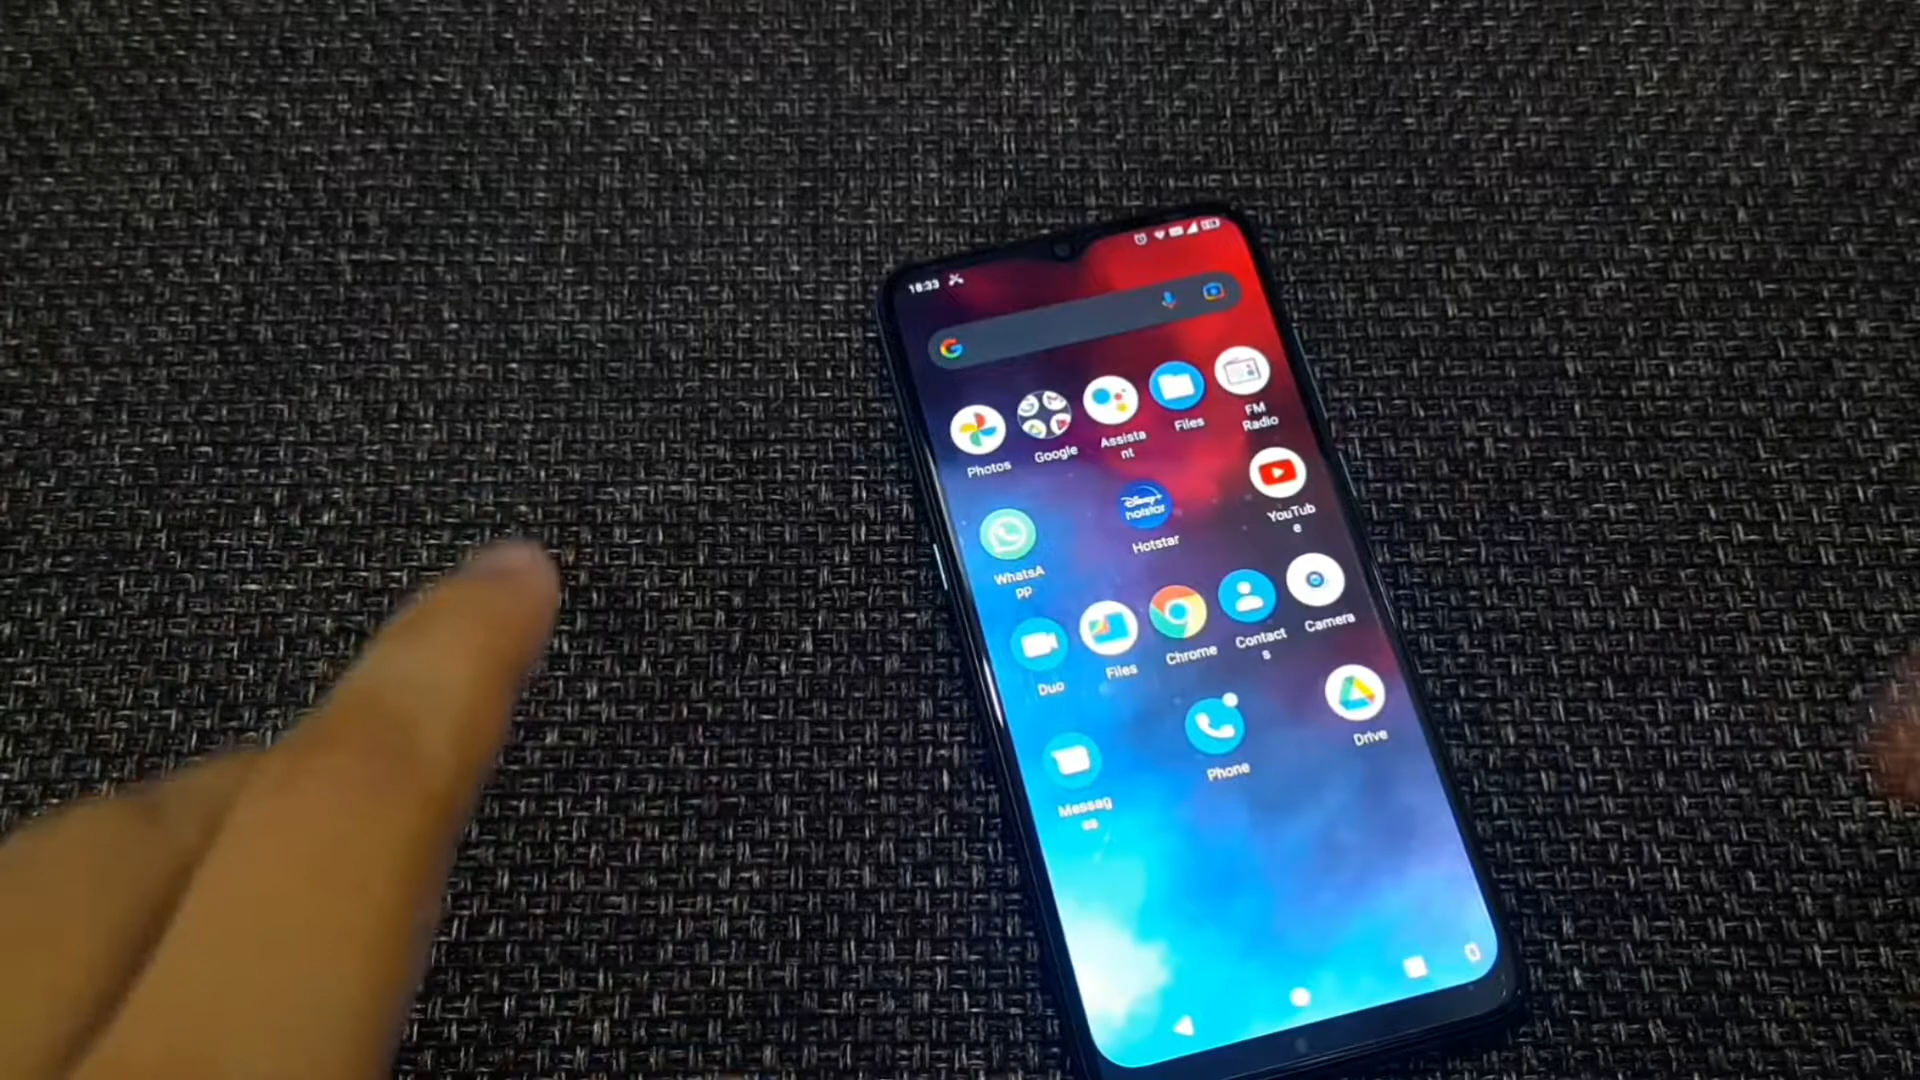 18:33
Photos
Google
Assista
nt
Files
FM
Radio
WhatsA
pp
Disney+
hotstar
Hotstar
YouTub
e
Duo
Files
Chrome
Contact
s
Camera
Messag
es
Phone
Drive